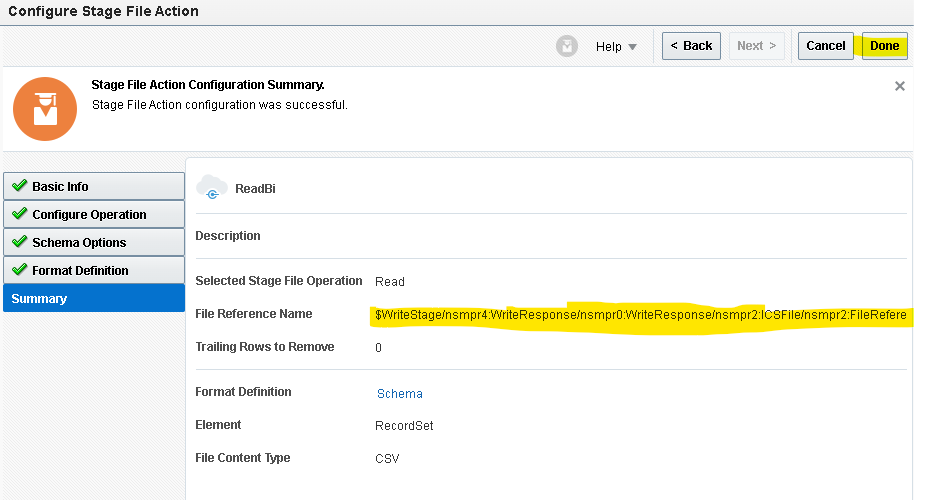 Configure Stage File Action
Help
< Back
Next >
Cancel
Done
Stage File Action Configuration Summary.
Stage File Action configuration was successful.
Basic Info
Configure Operation
Schema Options
Format Definition
Summary
ReadBi
Description
Selected Stage File Operation Read
File Reference Name $WriteStage/nsmpr4:WriteResponse/nsmpr0:WriteResponse/nsmpr2:ICSFile/nsmpr2:FileRefere
Trailing Rows to Remove 0
Format Definition Schema
Element RecordSet
File Content Type CSV